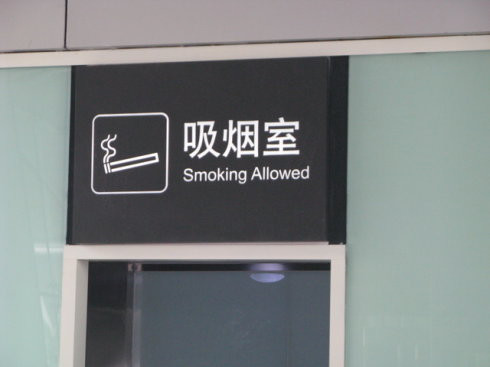 吸烟室
Smoking Allowed